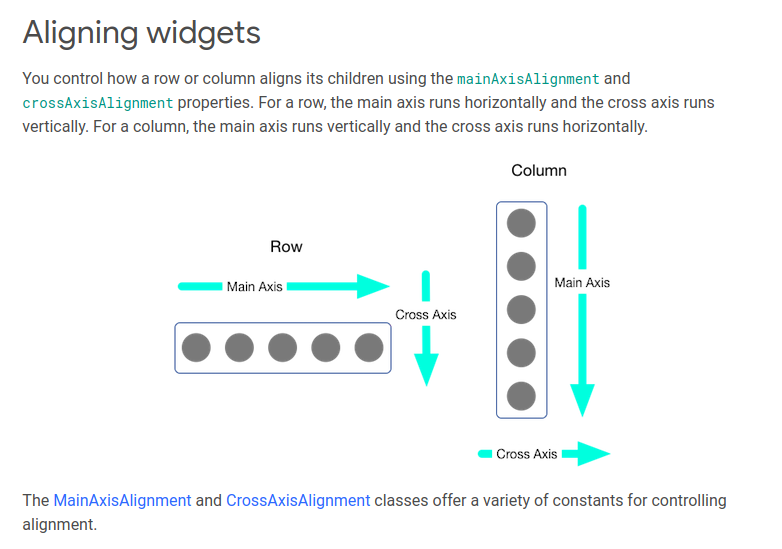 Aligning widgets
You control how a row or column aligns its children using the mainAxisAlignment and
crossAxisAlignment properties. For a row, the main axis runs horizontally and the cross axis runs
vertically. For a column, the main axis runs vertically and the cross axis runs horizontally.
Column
Row
Main Axis
Main Axis
Cross Axis
Cross Axis
The MainAxisAlignment and CrossAxisAlignment classes offer a variety of constants for controlling
alignment.